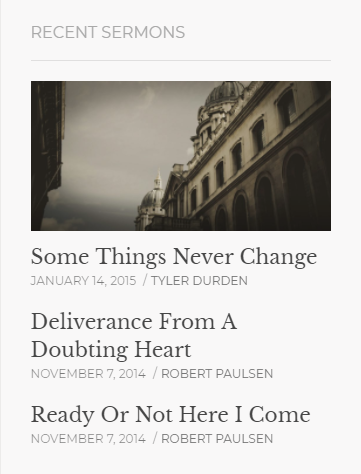 RECENT SERMONS
Some Things Never Change
JANUARY 14, 2015 / TYLER DURDEN
Deliverance From A
Doubting Heart
NOVEMBER 7, 2014 / ROBERT PAULSEN
Ready Or Not Here I Come
NOVEMBER 7, 2014 / ROBERT PAULSEN